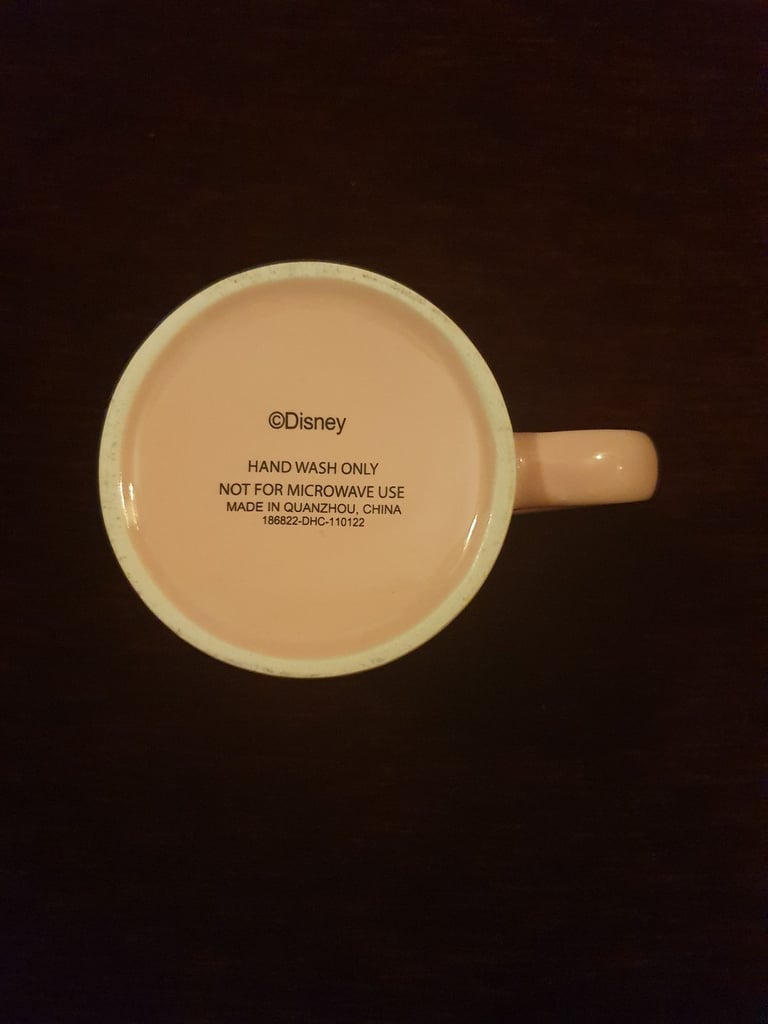 ©Disney
HAND WASH ONLY
NOT FOR MICROWAVE USE
MADE IN QUANZHOU, CHINA
186822-DHC-110122